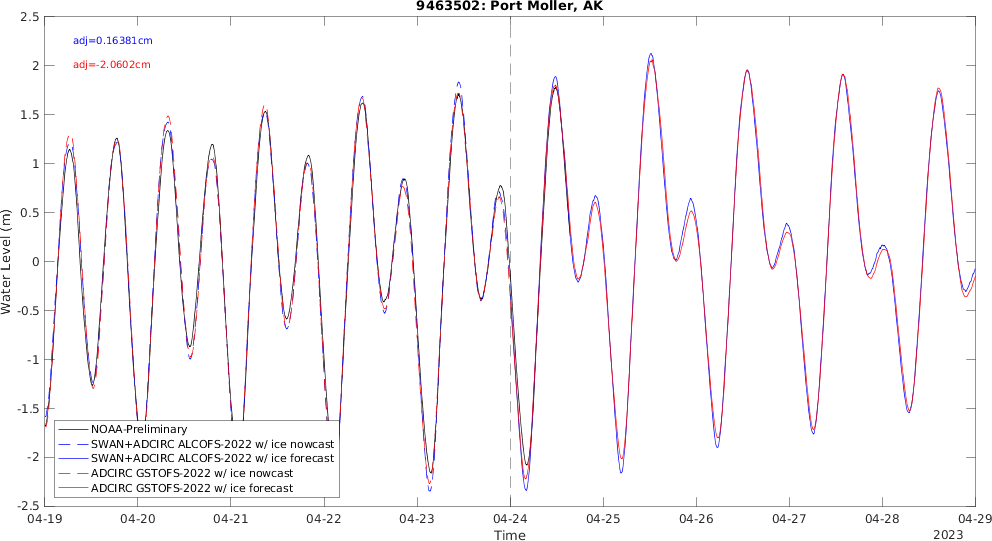 9463502: Port Moller, AK
adj=0.16381cm
adj=-2.0602cm
2.5
2
1.5
1
0.5
0
-0.5
-1
-1.5
-2
-2.5
Water Level (m)
NOAA-Preliminary
SWAN+ADCIRC ALCOFS-2022 w/ ice nowcast
SWAN+ADCIRC ALCOFS-2022 w/ ice forecast
ADCIRC GSTOFS-2022 w/ ice nowcast
ADCIRC GSTOFS-2022 w/ ice forecast
04-19 04-20 04-21 04-22 04-23 04-24 04-25 04-26 04-27 04-28 04-29
Time
2023